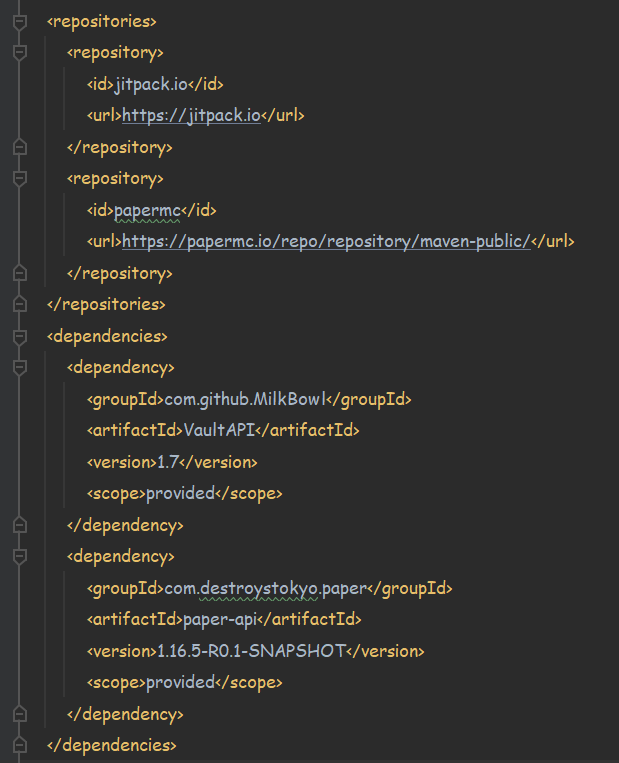 <repositories>
<repository>
<id>jitpack.io</id>
<url>https://jitpack.io</url>
</repository>
<repository>
<id>papermc</id>
<url>https://papermc.io/repo/repository/maven-public/</url>
</repository>
</repositories>
<dependencies>
<dependency>
<groupId>com.github.MilkBowl</groupId>
<artifactId>VaultAPI</artifactId>
<version>1.7</version>
<scope>provided</scope>
</dependency>
<dependency>
<groupId>com.destroystokyo.paper</groupId>
<artifactId>paper-api</artifactId>
<version>1.16.5-R0.1-SNAPSHOT</version>
<scope>provided</scope>
</dependency>
</dependencies>